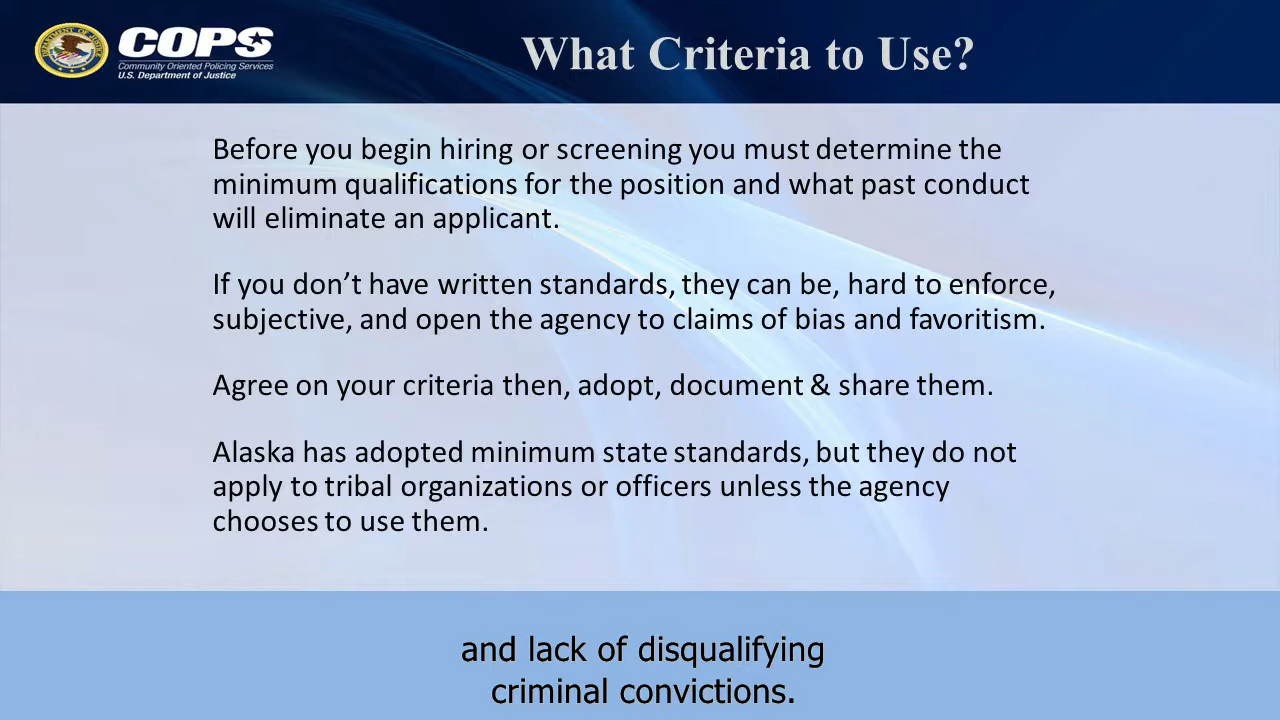 COPS
Community Oriented Policing Services
U.S. Department of Justice
What Criteria to Use?
Before you begin hiring or screening you must determine the
minimum qualifications for the position and what past conduct
will eliminate an applicant.
If you don’t have written standards, they can be, hard to enforce,
subjective, and open the agency to claims of bias and favoritism.
Agree on your criteria then, adopt, document & share them.
Alaska has adopted minimum state standards, but they do not
apply to tribal organizations or officers unless the agency
chooses to use them.
and lack of disqualifying
criminal convictions.